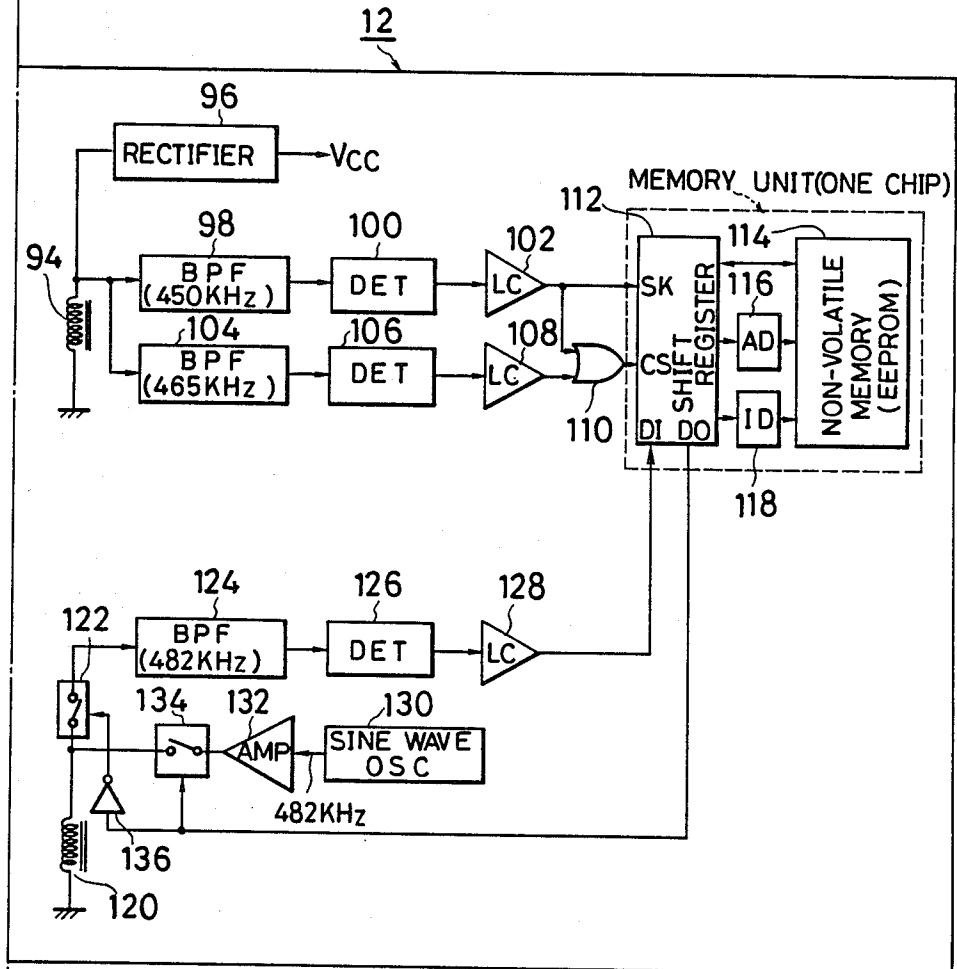 12
96
RECTIFIER
VCC
MEMORY UNIT(ONE CHIP)
94
98
BPF
(450KHz)
100
DET
102
LC
112
SK
CS
DI DO
SHIFT
REGISTER
114
116
AD
ID
118
NON-VOLATILE
MEMORY
(EEPROM)
104
BPF
(465KHz)
106
DET
108
LC
110
122
124
BPF
(482KHz)
126
DET
128
LC
134
132
AMP
130
SINE WAVE
OSC
482KHz
136
120